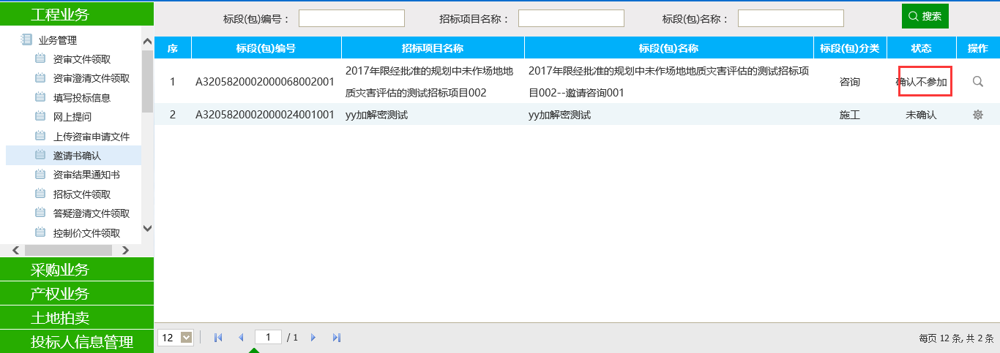 工程业务
业务管理
资审文件领取
资审澄清文件领取
填写投标信息
网上提问
上传资审申请文件
邀请书确认
资审结果通知书
招标文件领取
答疑澄清文件领取
控制价文件领取
采购业务
产权业务
土地拍卖
投标人信息管理
标段(包)编号： 招标项目名称： 标段(包)名称： 搜索
序 标段(包)编号 招标项目名称 标段(包)名称 标段(包)分类 状态 操作
1 A3205820002000068002001 2017年限经批准的规划中未作场地地 2017年限经批准的规划中未作场地地质灾害评估的测试招标项 咨询 确认不参加
质灾害评估的测试招标项目002 目002--邀请咨询001
2 A3205820002000024001001 yy加解密测试 yy加解密测试 施工 未确认
12 1 / 1 每页 12 条, 共 2 条